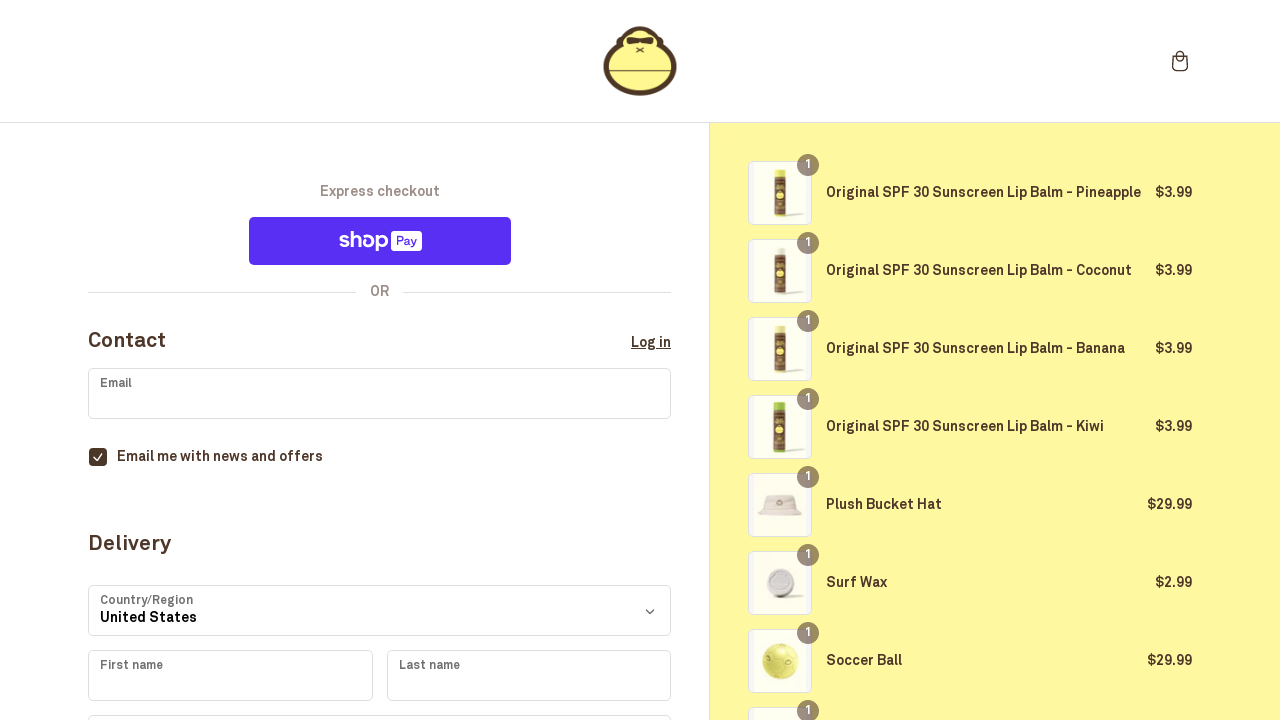 Express checkout
shop Pay
OR
Contact
Log in
Email
Email me with news and offers
Delivery
Country/Region
United States
First name
Last name
1
Original SPF 30 Sunscreen Lip Balm - Pineapple $3.99
1
Original SPF 30 Sunscreen Lip Balm - Coconut $3.99
1
Original SPF 30 Sunscreen Lip Balm - Banana $3.99
1
Original SPF 30 Sunscreen Lip Balm - Kiwi $3.99
1
Plush Bucket Hat $29.99
1
Surf Wax $2.99
1
Soccer Ball $29.99
1